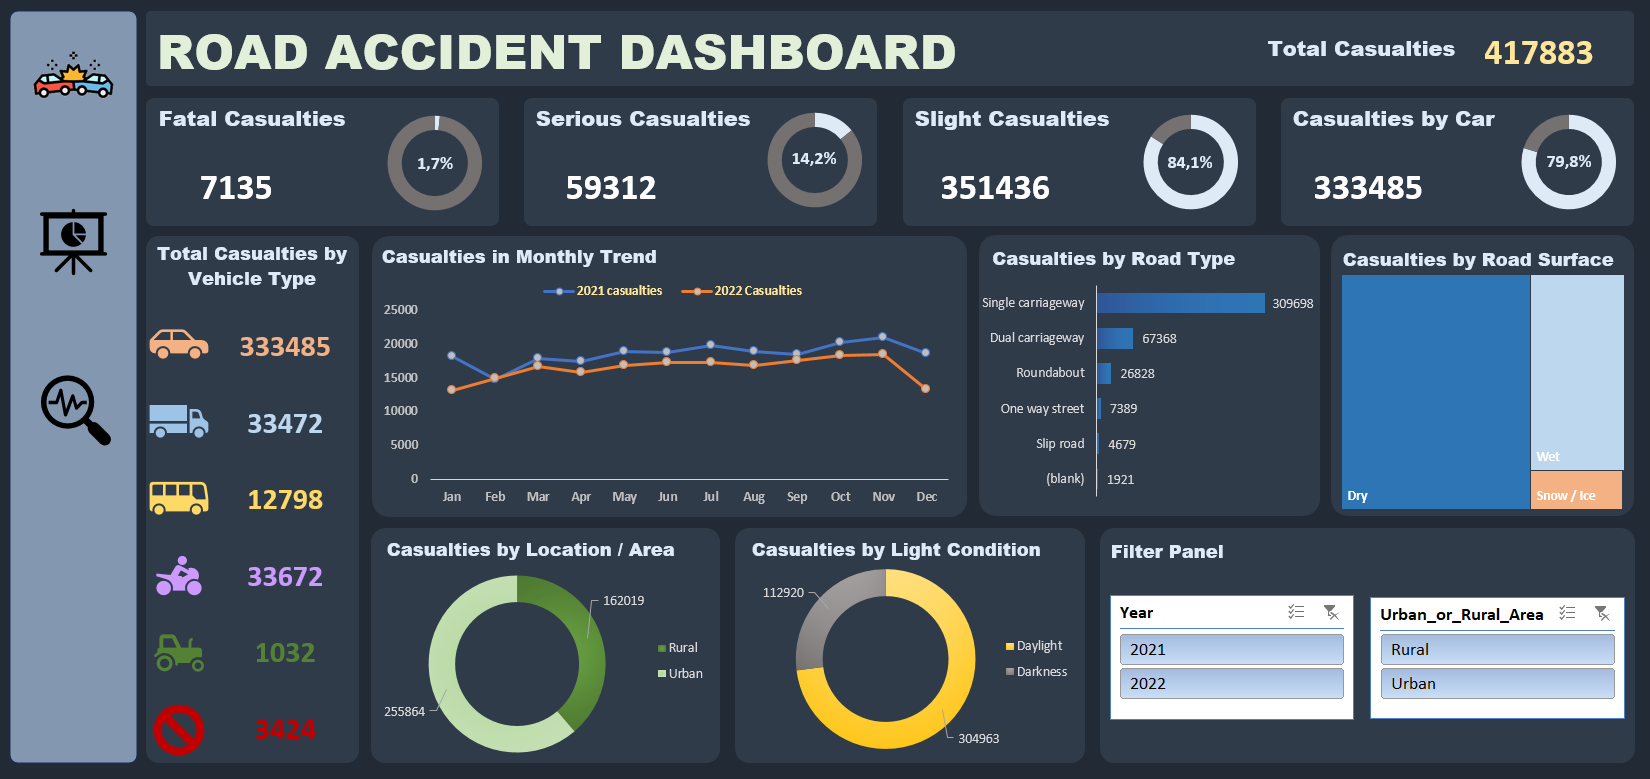 ROAD ACCIDENT DASHBOARD
Total Casualties 417883
Fatal Casualties
7135
1,7%
Serious Casualties
59312
14,2%
Slight Casualties
351436
84,1%
Casualties by Car
333485
79,8%
Total Casualties by
Vehicle Type
333485
33472
12798
33672
1032
3424
Casualties in Monthly Trend
2021 casualties 2022 Casualties
25000
20000
15000
10000
5000
0
Jan Feb Mar Apr May Jun Jul Aug Sep Oct Nov Dec
Casualties by Road Type
Single carriageway 309698
Dual carriageway 67368
Roundabout 26828
One way street 7389
Slip road 4679
(blank) 1921
Casualties by Road Surface
Dry
Wet
Snow / Ice
Casualties by Location / Area
162019
Rural
Urban
255864
Casualties by Light Condition
112920
Daylight
Darkness
304963
Filter Panel
Year
2021
2022
Urban_or_Rural_Area
Rural
Urban